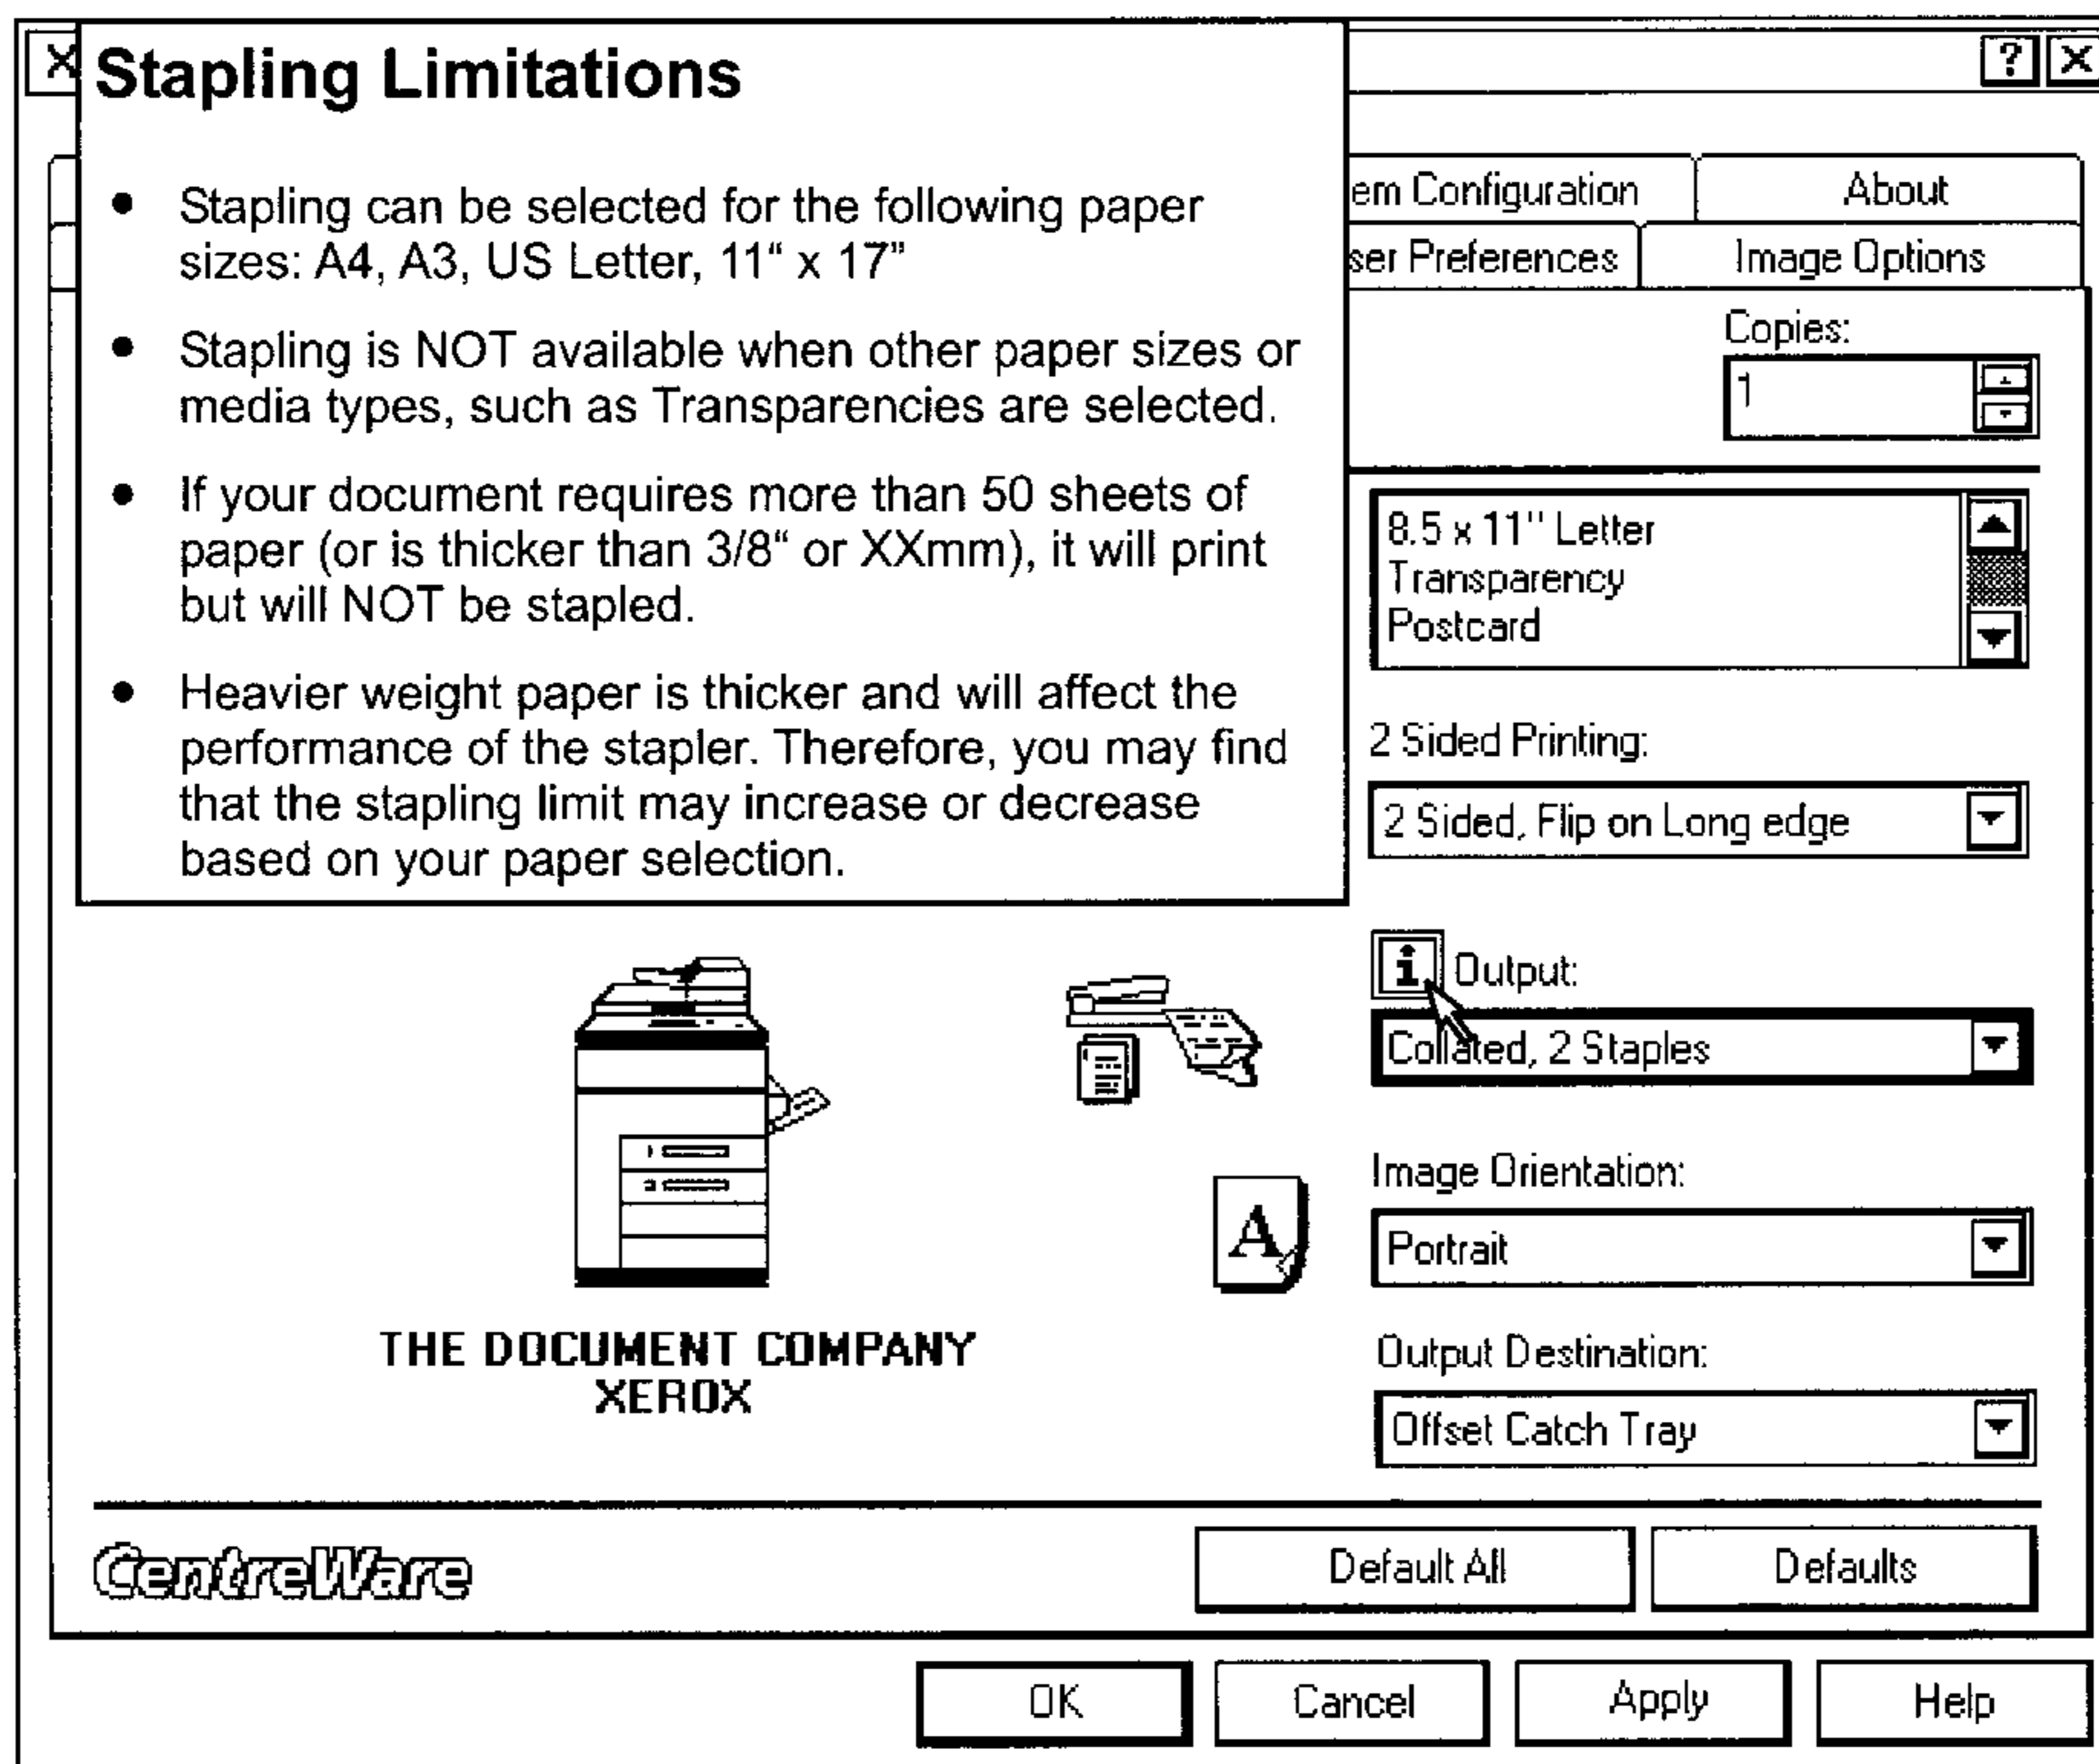 Stapling Limitations
• Stapling can be selected for the following paper
sizes: A4, A3, US Letter, 11“ x 17”
• Stapling is NOT available when other paper sizes or
media types, such as Transparencies are selected.
• If your document requires more than 50 sheets of
paper (or is thicker than 3/8“ or XXmm), it will print
but will NOT be stapled.
• Heavier weight paper is thicker and will affect the
performance of the stapler. Therefore, you may find
that the stapling limit may increase or decrease
based on your paper selection.
X
? X
em Configuration
About
ser Preferences
Image Options
Copies:
1
8.5 x 11" Letter
Transparency
Postcard
2 Sided Printing:
2 Sided, Flip on Long edge
i Output:
Collated, 2 Staples
A
Image Orientation:
Portrait
THE DOCUMENT COMPANY
XEROX
Output Destination:
Offset Catch Tray
CentreWare
Default All
Defaults
OK
Cancel
Apply
Help